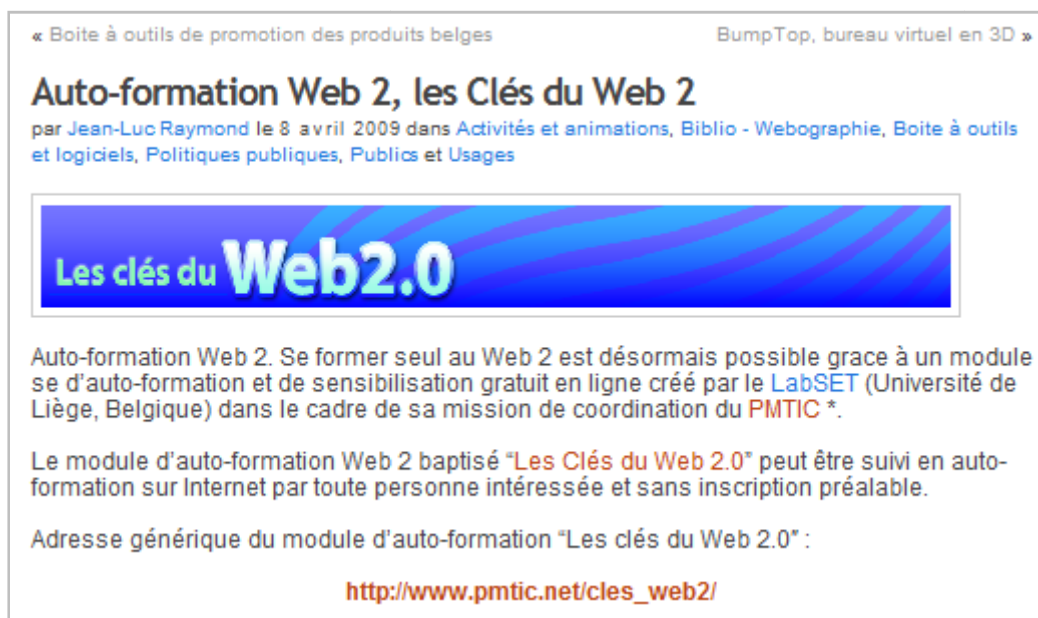 « Boite à outils de promotion des produits belges BumpTop, bureau virtuel en 3D »
Auto-formation Web 2, les Clés du Web 2
par Jean-Luc Raymond le 8 avril 2009 dans Activités et animations, Biblio - Webographie, Boite à outils
et logiciels, Politiques publiques, Publics et Usages
Les clés du Web2.0
Auto-formation Web 2. Se former seul au Web 2 est désormais possible grace à un module
se d’auto-formation et de sensibilisation gratuit en ligne créé par le LabSET (Université de
Liège, Belgique) dans le cadre de sa mission de coordination du PMTIC *.
Le module d’auto-formation Web 2 baptisé “Les Clés du Web 2.0” peut être suivi en auto-
formation sur Internet par toute personne intéressée et sans inscription préalable.
Adresse générique du module d’auto-formation “Les clés du Web 2.0″ :
http://www.pmtic.net/cles_web2/